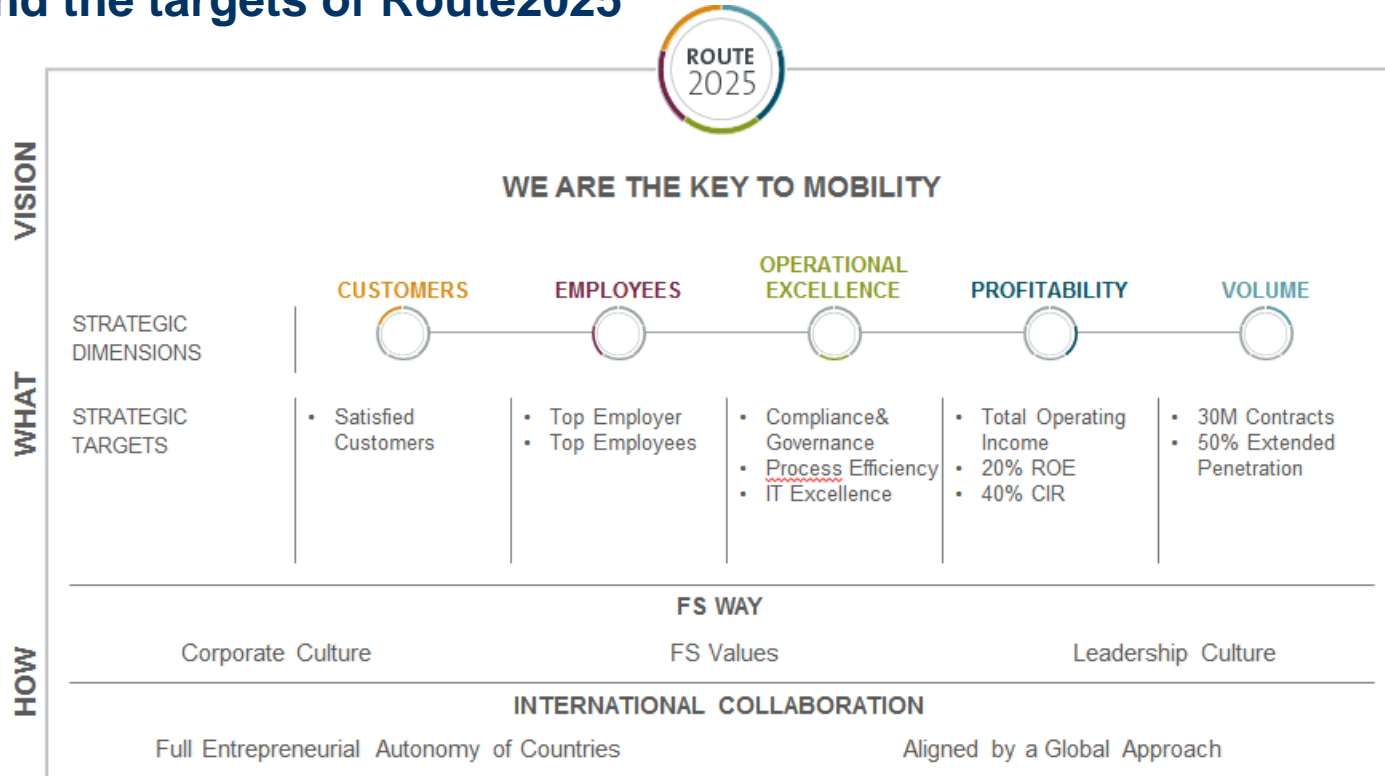 nd the targets of Route2025
ROUTE
2025
VISION
WE ARE THE KEY TO MOBILITY
WHAT
STRATEGIC
DIMENSIONS
CUSTOMERS
EMPLOYEES
OPERATIONAL
EXCELLENCE
PROFITABILITY
VOLUME
STRATEGIC
TARGETS
• Satisfied
Customers
• Top Employer
• Top Employees
• Compliance&
Governance
• Process Efficiency
• IT Excellence
• Total Operating
Income
• 20% ROE
• 40% CIR
• 30M Contracts
• 50% Extended
Penetration
HOW
FS WAY
Corporate Culture
FS Values
Leadership Culture
INTERNATIONAL COLLABORATION
Full Entrepreneurial Autonomy of Countries
Aligned by a Global Approach